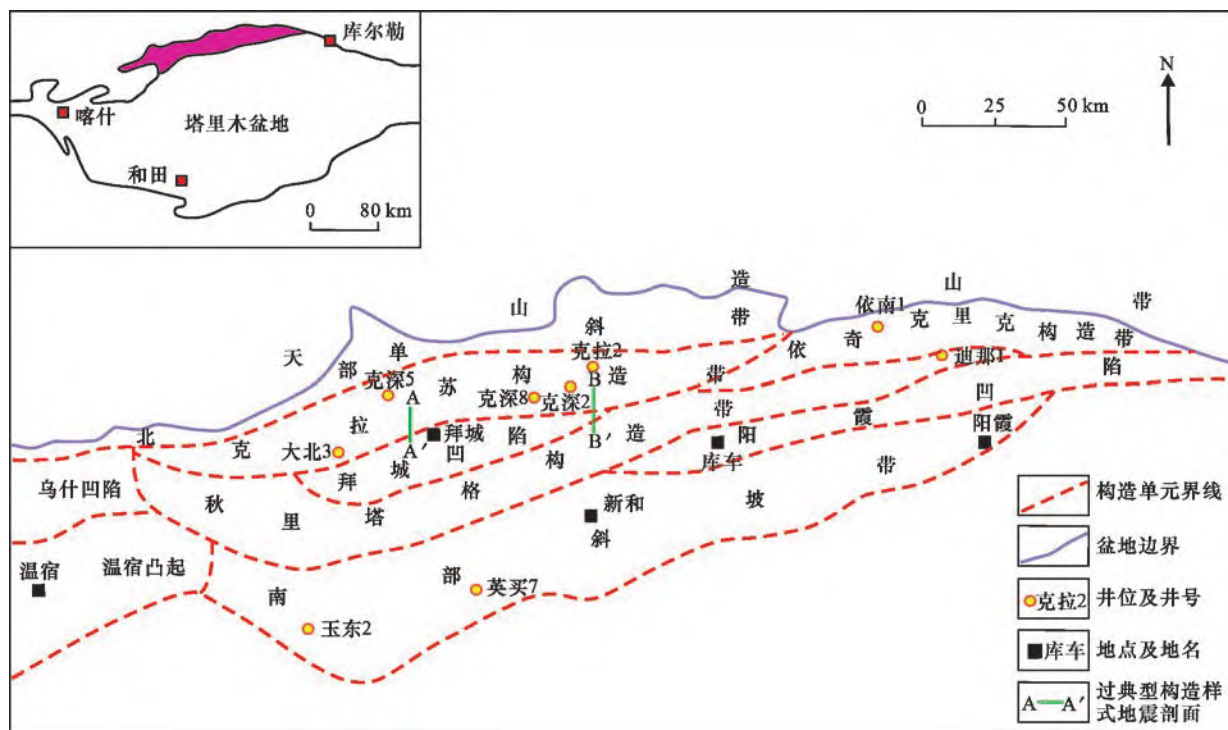 库尔勒
喀什
塔里木盆地
和田
0 80 km
N
0 25 50 km
天山山
北部单斜构造带
克拉苏构造带
依奇克里克构造带
拜城凹陷
阳霞凹陷
秋里塔格构造带
南部斜坡带
乌什凹陷
温宿凸起
温宿
依南1
迪那1
克拉2
克深5
克深8
克深2
大北3
A
A′
B
B′
拜城
库车
阳霞
新和
英买7
玉东2
构造单元界线
盆地边界
克拉2 井位及井号
库车 地点及地名
A A′ 过典型构造样
式地震剖面